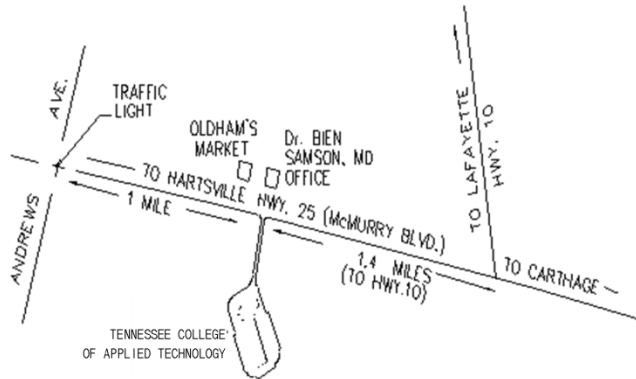 AVE.
TRAFFIC
LIGHT
OLDHAM'S
MARKET
Dr. BIEN
SAMSON, MD
OFFICE
TO LAFAYETTE
HWY. 10
TO HARTSVILLE HWY. 25 (McMURRY BLVD.)
1 MILE
1.4 MILES
(TO HWY.10)
TO CARTHAGE
ANDREWS
TENNESSEE COLLEGE
OF APPLIED TECHNOLOGY